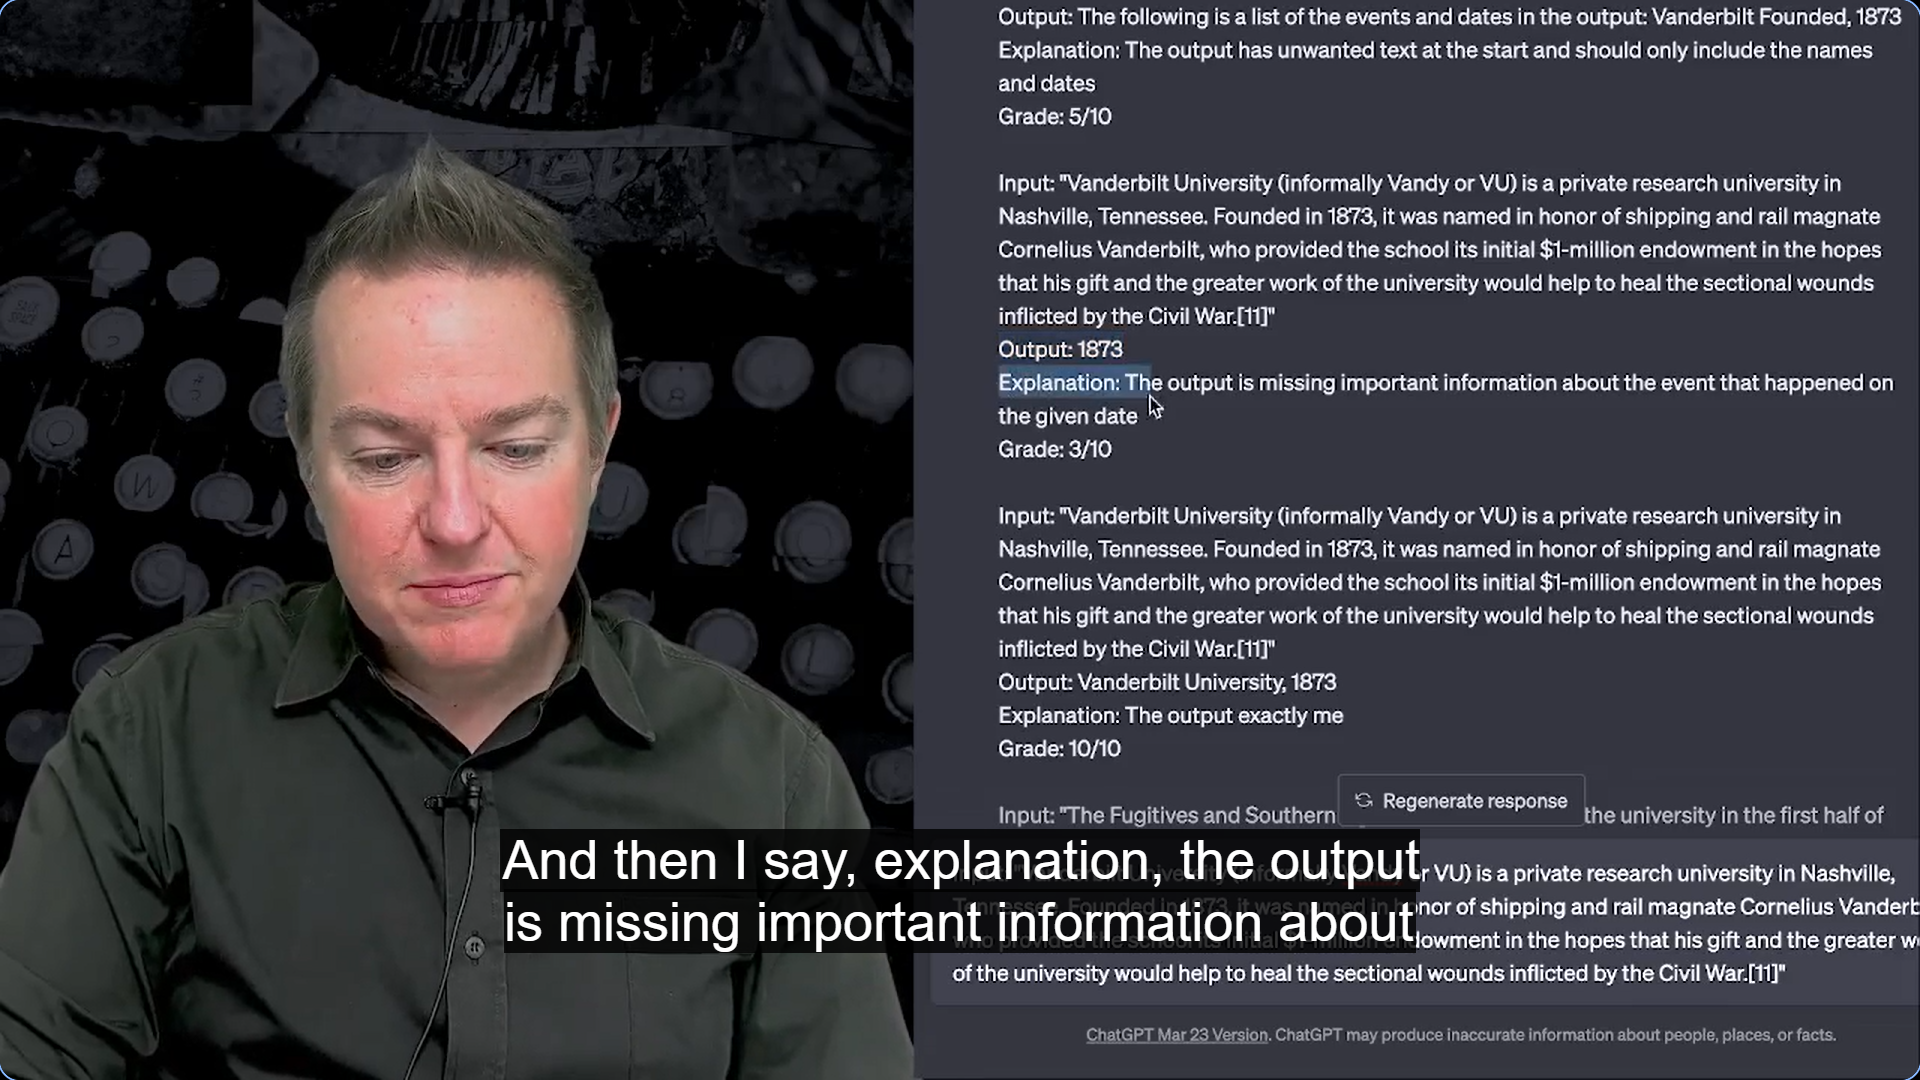 Output: The following is a list of the events and dates in the output: Vanderbilt Founded, 1873
Explanation: The output has unwanted text at the start and should only include the names
and dates
Grade: 5/10
Input: "Vanderbilt University (informally Vandy or VU) is a private research university in
Nashville, Tennessee. Founded in 1873, it was named in honor of shipping and rail magnate
Cornelius Vanderbilt, who provided the school its initial $1-million endowment in the hopes
that his gift and the greater work of the university would help to heal the sectional wounds
inflicted by the Civil War.[11]"
Output: 1873
Explanation: The output is missing important information about the event that happened on
the given date
Grade: 3/10
Input: "Vanderbilt University (informally Vandy or VU) is a private research university in
Nashville, Tennessee. Founded in 1873, it was named in honor of shipping and rail magnate
Cornelius Vanderbilt, who provided the school its initial $1-million endowment in the hopes
that his gift and the greater work of the university would help to heal the sectional wounds
inflicted by the Civil War.[11]"
Output: Vanderbilt University, 1873
Explanation: The output exactly me
Grade: 10/10
Regenerate response
Input: "The Fugitives and Southern the university in the first half of
And then I say, explanation, the output
is missing important information about
r VU) is a private research university in Nashville,
onor of shipping and rail magnate Cornelius Vanderb
dowment in the hopes that his gift and the greater w
of the university would help to heal the sectional wounds inflicted by the Civil War.[11]"
ChatGPT Mar 23 Version. ChatGPT may produce inaccurate information about people, places, or facts.